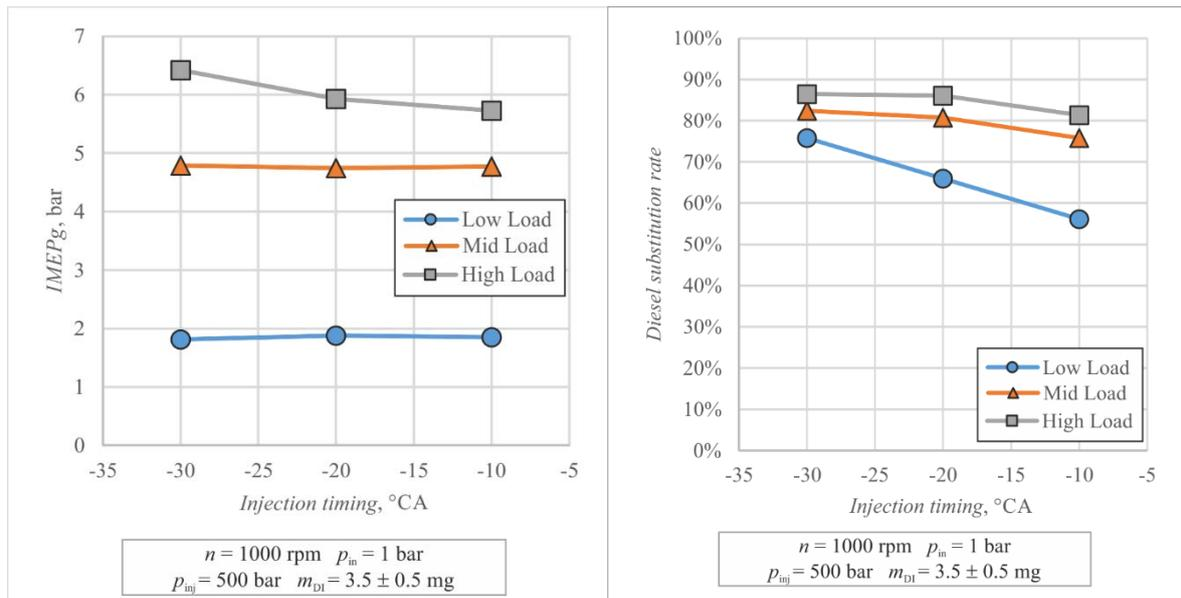 7
6
5
4
3
2
1
0
IMEPg, bar
-35 -30 -25 -20 -15 -10 -5
Injection timing, °CA
Low Load
Mid Load
High Load
n = 1000 rpm p_in = 1 bar
p_inj = 500 bar m_DI = 3.5 ± 0.5 mg
100%
90%
80%
70%
60%
50%
40%
30%
20%
10%
0%
Diesel substitution rate
-35 -30 -25 -20 -15 -10 -5
Injection timing, °CA
Low Load
Mid Load
High Load
n = 1000 rpm p_in = 1 bar
p_inj = 500 bar m_DI = 3.5 ± 0.5 mg